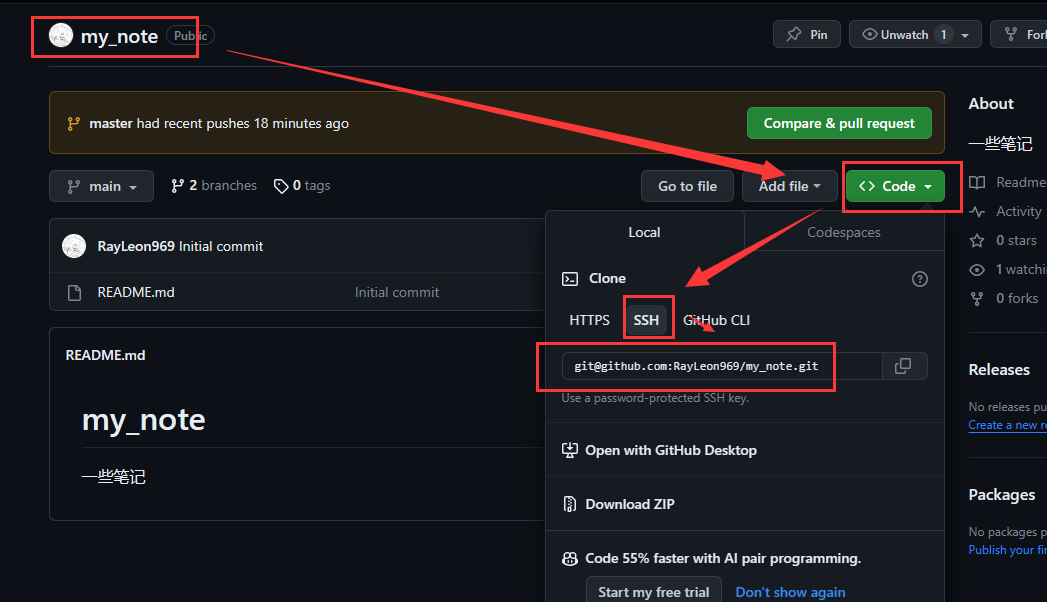 my_note Public
Pin
Unwatch 1
Fork
master had recent pushes 18 minutes ago
Compare & pull request
About
一些笔记
main
2 branches
0 tags
Go to file
Add file
<> Code
Readme
Activity
0 stars
1 watchi
0 forks
RayLeon969 Initial commit
README.md
Initial commit
Local
Codespaces
Clone
HTTPS
SSH
GitHub CLI
git@github.com:RayLeon969/my_note.git
Use a password-protected SSH key.
Open with GitHub Desktop
Download ZIP
Code 55% faster with AI pair programming.
Start my free trial
Don't show again
README.md
my_note
一些笔记
Releases
No releases pu
Create a new re
Packages
No packages p
Publish your fir